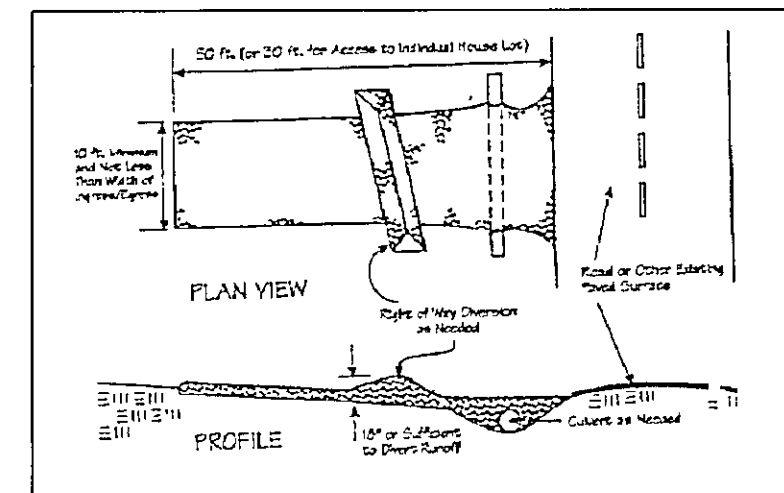 50 ft. (or 30 ft. for Access to Individual House Lot)
10 ft. Minimum
and Not Less
Than Width of
Ingress/Egress
PLAN VIEW
Right of Way Diversion
as Needed
Road or Other Existing
Paved Surface
18" or Sufficient
to Divert Runoff
Culvert as Needed
PROFILE